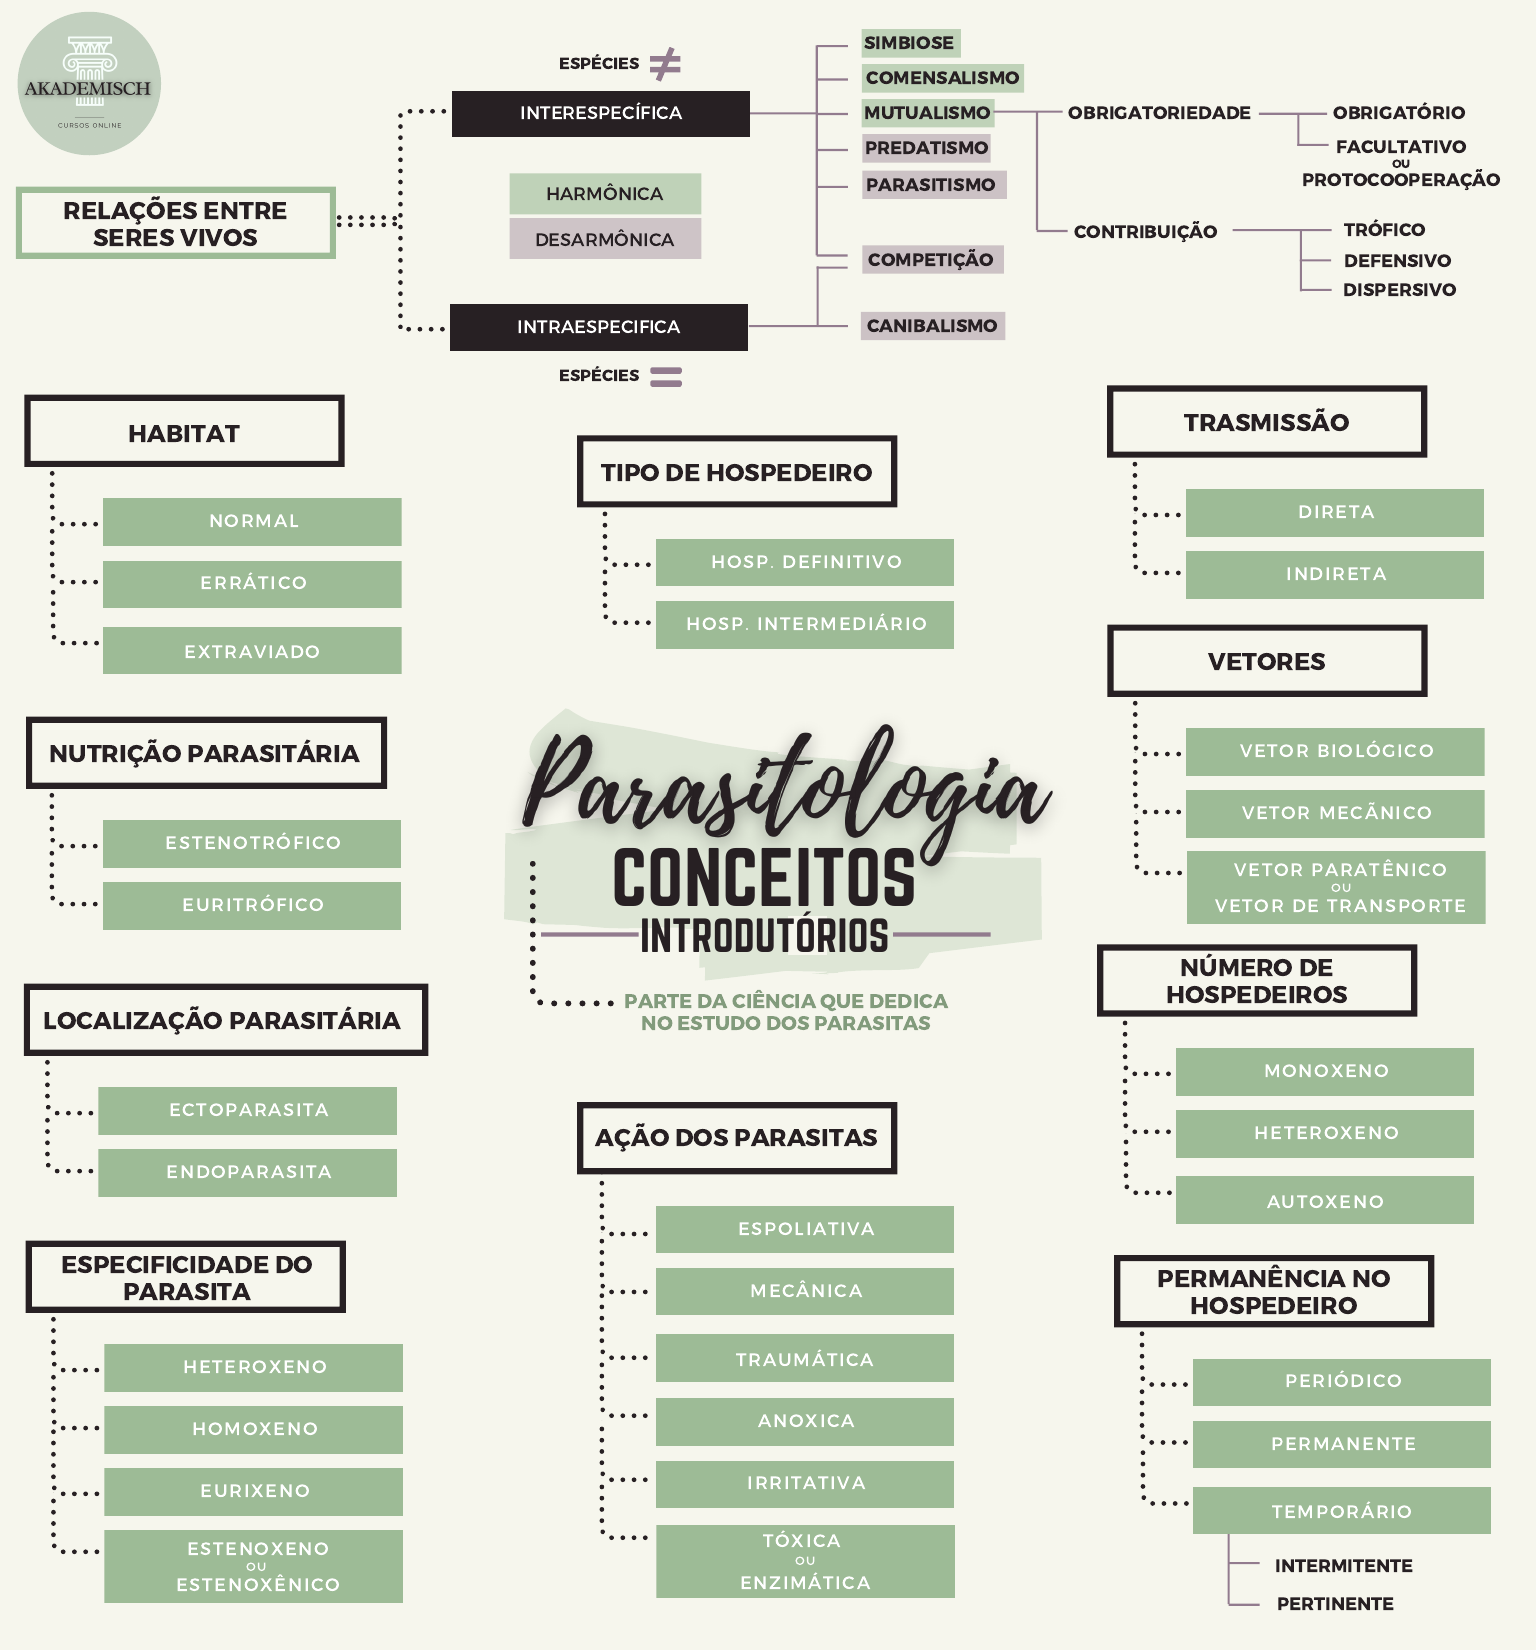 AKADEMISCH
CURSOS ONLINE
RELAÇÕES ENTRE
SERES VIVOS
ESPÉCIES ≠
INTERESPECÍFICA
HARMÔNICA
DESARMÔNICA
INTRAESPECIFICA
ESPÉCIES =
SIMBIOSE
COMENSALISMO
MUTUALISMO
PREDATISMO
PARASITISMO
COMPETIÇÃO
CANIBALISMO
OBRIGATORIEDADE
OBRIGATÓRIO
FACULTATIVO
OU
PROTOCOOPERAÇÃO
CONTRIBUIÇÃO
TRÓFICO
DEFENSIVO
DISPERSIVO
HABITAT
NORMAL
ERRÁTICO
EXTRAVIADO
NUTRIÇÃO PARASITÁRIA
ESTENOTRÓFICO
EURITRÓFICO
LOCALIZAÇÃO PARASITÁRIA
ECTOPARASITA
ENDOPARASITA
ESPECIFICIDADE DO
PARASITA
HETEROXENO
HOMOXENO
EURIXENO
ESTENOXENO
OU
ESTENOXÊNICO
TIPO DE HOSPEDEIRO
HOSP. DEFINITIVO
HOSP. INTERMEDIÁRIO
Parasitologia
CONCEITOS
INTRODUTÓRIOS
PARTE DA CIÊNCIA QUE DEDICA
NO ESTUDO DOS PARASITAS
AÇÃO DOS PARASITAS
ESPOLIATIVA
MECÂNICA
TRAUMÁTICA
ANOXICA
IRRITATIVA
TÓXICA
OU
ENZIMÁTICA
TRASMISSÃO
DIRETA
INDIRETA
VETORES
VETOR BIOLÓGICO
VETOR MECÃNICO
VETOR PARATÊNICO
OU
VETOR DE TRANSPORTE
NÚMERO DE
HOSPEDEIROS
MONOXENO
HETEROXENO
AUTOXENO
PERMANÊNCIA NO
HOSPEDEIRO
PERIÓDICO
PERMANENTE
TEMPORÁRIO
INTERMITENTE
PERTINENTE